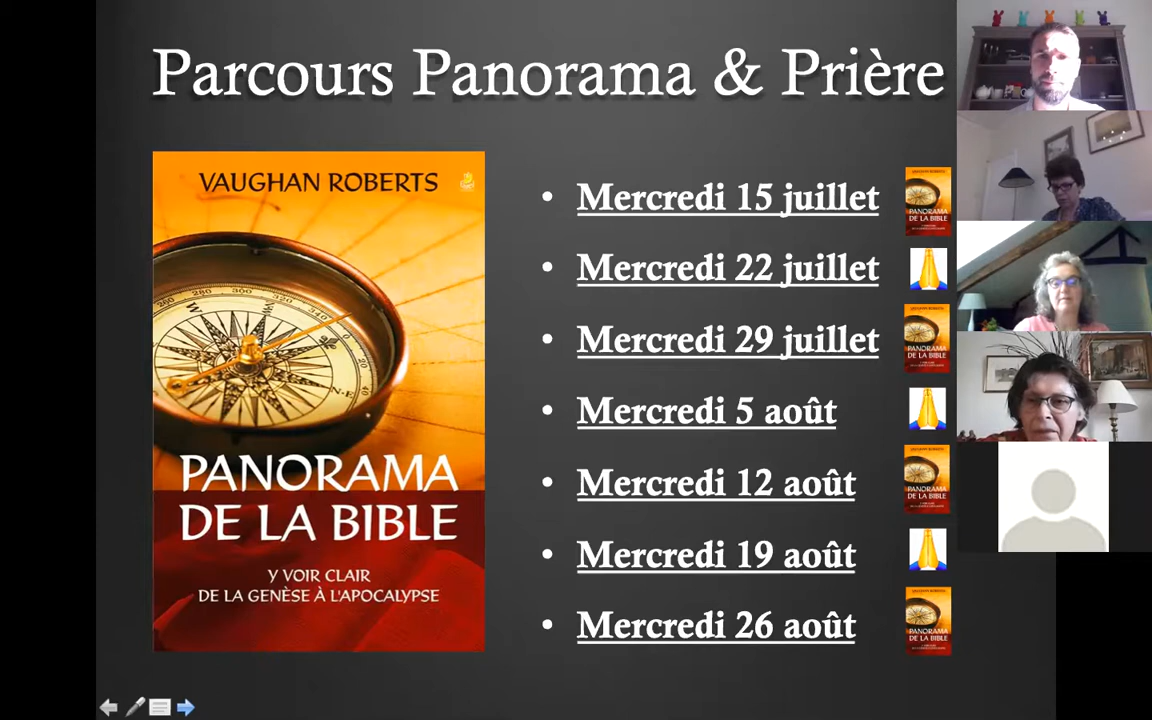 Parcours Panorama & Prière
VAUGHAN ROBERTS
PANORAMA
DE LA BIBLE
Y VOIR CLAIR
DE LA GENÈSE À L'APOCALYPSE
• Mercredi 15 juillet
• Mercredi 22 juillet
• Mercredi 29 juillet
• Mercredi 5 août
• Mercredi 12 août
• Mercredi 19 août
• Mercredi 26 août